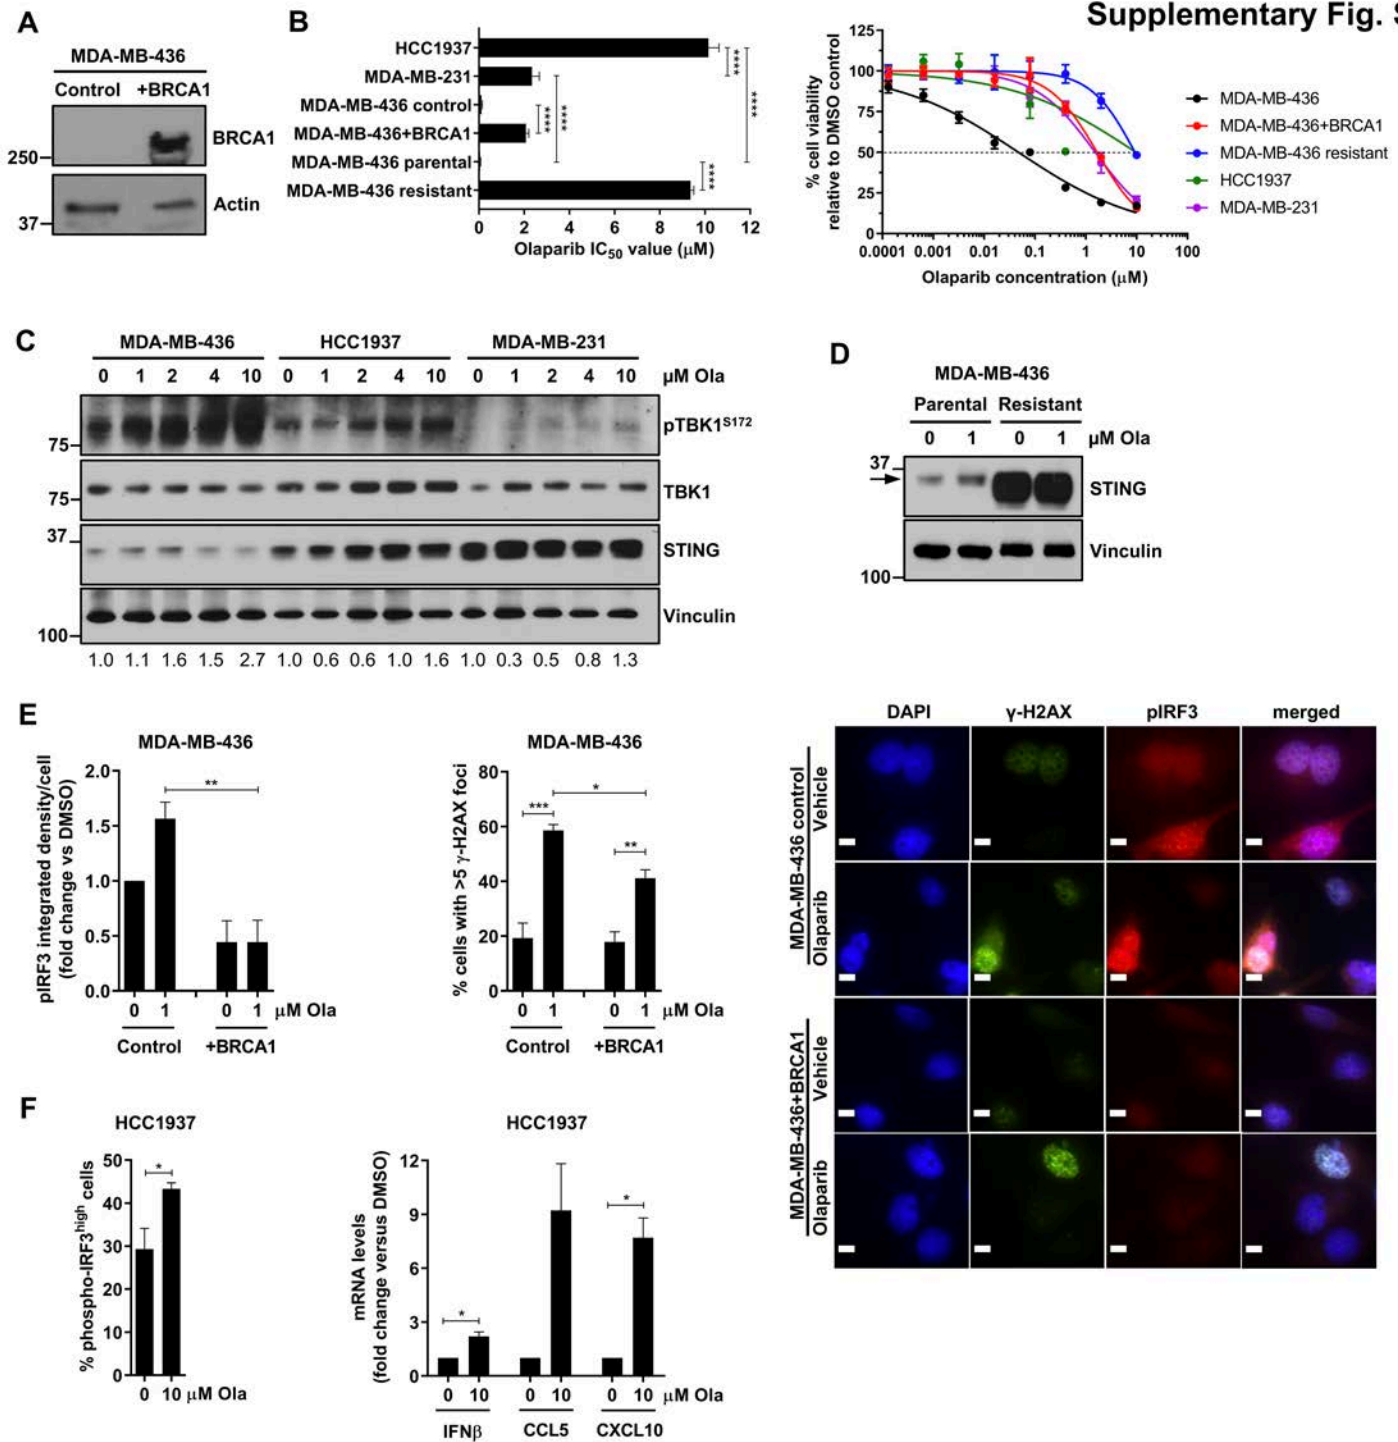 Supplementary Fig. S
A
MDA-MB-436
Control +BRCA1
BRCA1
250
Actin
37
B
HCC1937
MDA-MB-231
MDA-MB-436 control
MDA-MB-436+BRCA1
MDA-MB-436 parental
MDA-MB-436 resistant
****
****
****
****
****
0 2 4 6 8 10 12
Olaparib IC50 value (μM)
125
100
75
50
25
0
% cell viability
relative to DMSO control
0.0001 0.001 0.01 0.1 1 10 100
Olaparib concentration (μM)
MDA-MB-436
MDA-MB-436+BRCA1
MDA-MB-436 resistant
HCC1937
MDA-MB-231
C
MDA-MB-436 HCC1937 MDA-MB-231
0 1 2 4 10 0 1 2 4 10 0 1 2 4 10 μM Ola
pTBK1S172
75
TBK1
75
37
STING
Vinculin
100
1.0 1.1 1.6 1.5 2.7 1.0 0.6 0.6 1.0 1.6 1.0 0.3 0.5 0.8 1.3
D
MDA-MB-436
Parental Resistant
0 1 0 1 μM Ola
37
STING
Vinculin
100
E
MDA-MB-436
pIRF3 integrated density/cell
(fold change vs DMSO)
2.0
1.5
1.0
0.5
0.0
**
0 1 0 1 μM Ola
Control +BRCA1
MDA-MB-436
% cells with >5 γ-H2AX foci
80
60
40
20
0
***
*
**
0 1 0 1 μM Ola
Control +BRCA1
DAPI γ-H2AX pIRF3 merged
MDA-MB-436 control
Vehicle
Olaparib
MDA-MB-436+BRCA1
Vehicle
Olaparib
F
HCC1937
% phospho-IRF3high cells
50
40
30
20
10
0
*
0 10 μM Ola
HCC1937
mRNA levels
(fold change versus DMSO)
12
9
6
3
0
*
*
0 10 0 10 0 10 μM Ola
IFNβ CCL5 CXCL10